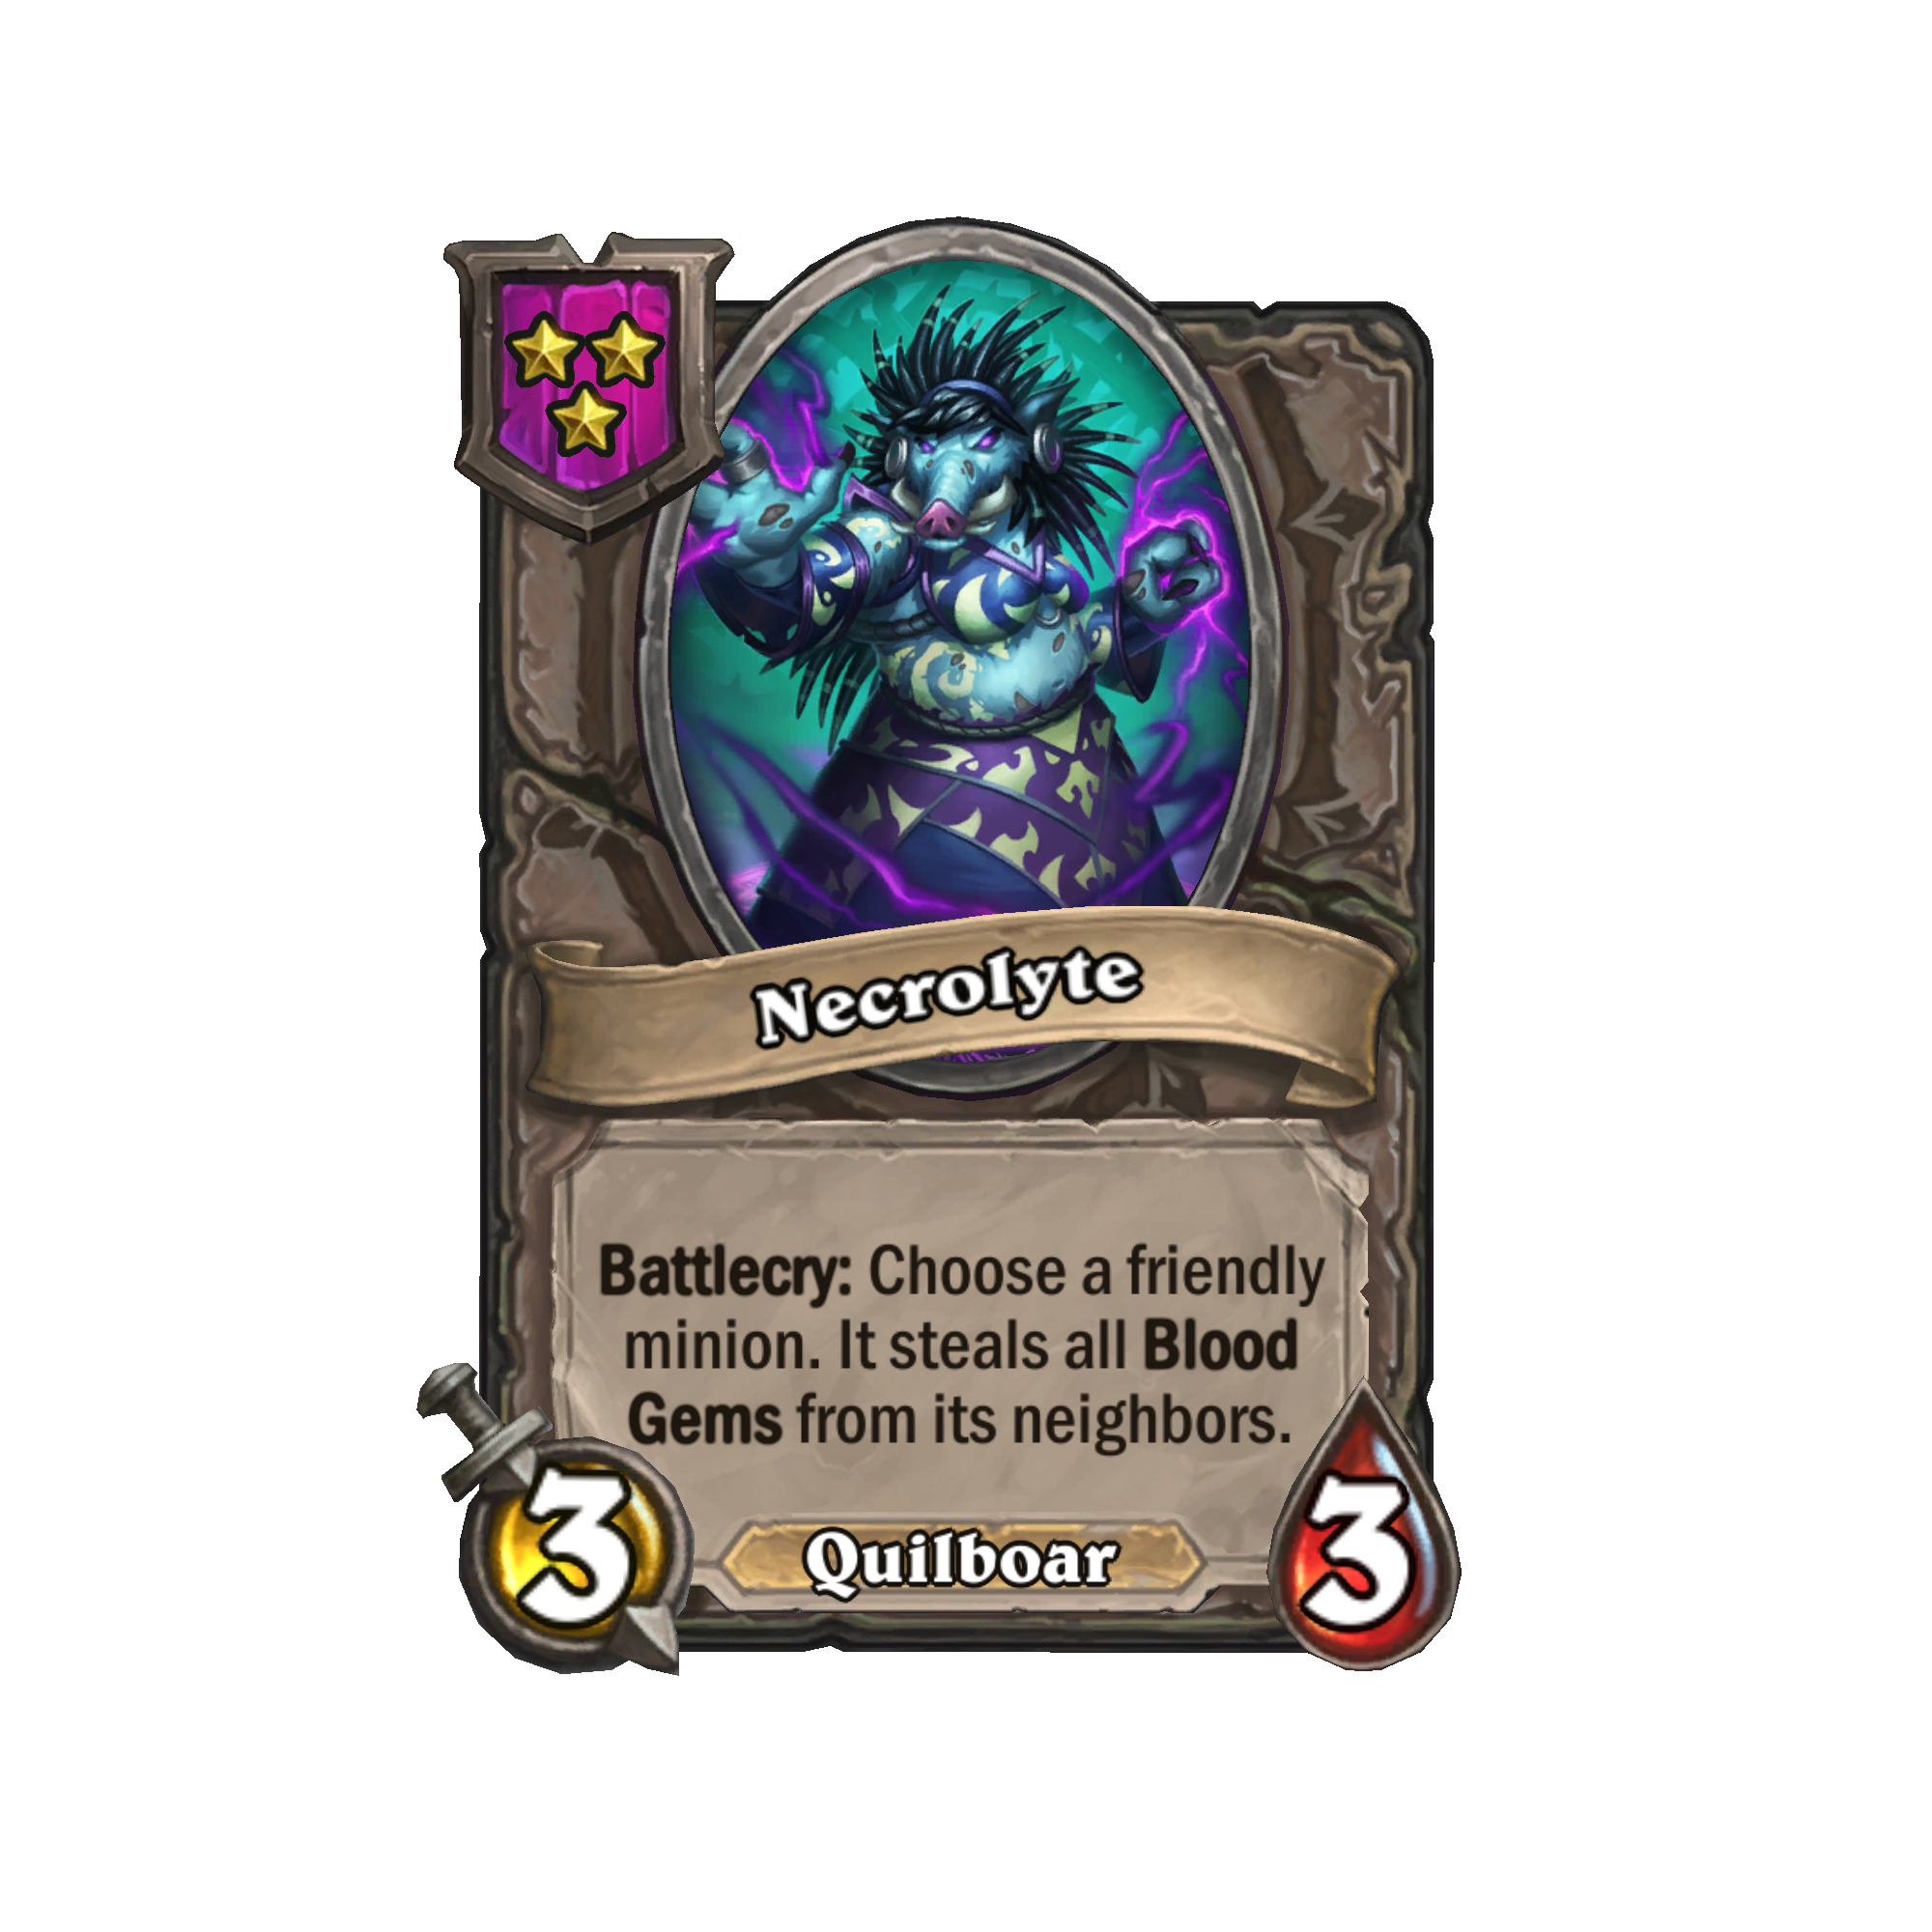 Necrolyte
Battlecry: Choose a friendly
minion. It steals all Blood
Gems from its neighbors.
3
Quilboar
3